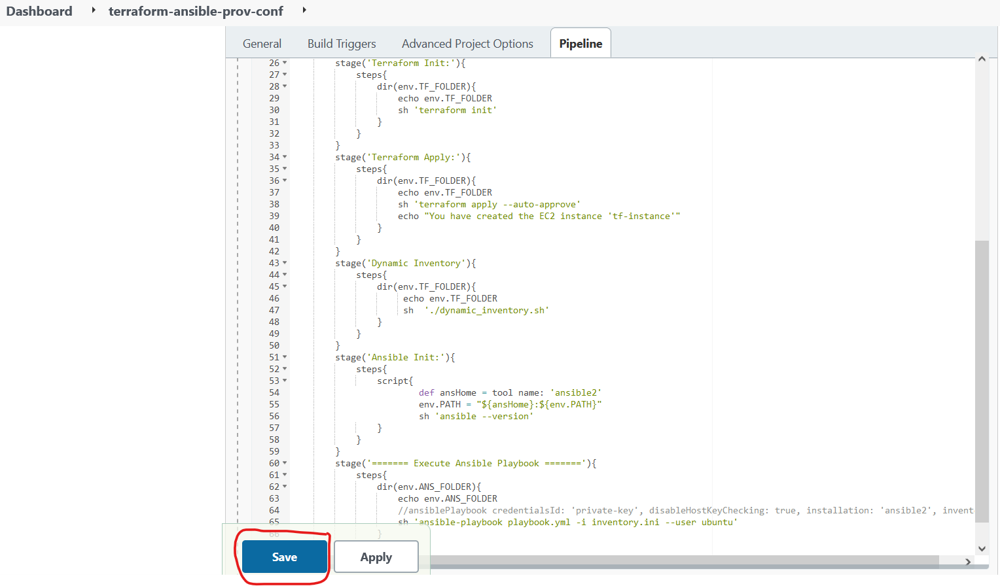 Dashboard terraform-ansible-prov-conf
General Build Triggers Advanced Project Options Pipeline
26 stage('Terraform Init:'){
27 steps{
28 dir(env.TF_FOLDER){
29 echo env.TF_FOLDER
30 sh 'terraform init'
31 }
32 }
33 }
34 stage('Terraform Apply:'){
35 steps{
36 dir(env.TF_FOLDER){
37 echo env.TF_FOLDER
38 sh 'terraform apply --auto-approve'
39 echo "You have created the EC2 instance 'tf-instance'"
40 }
41 }
42 }
43 stage('Dynamic Inventory'){
44 steps{
45 dir(env.TF_FOLDER){
46 echo env.TF_FOLDER
47 sh  './dynamic_inventory.sh'
48 }
49 }
50 }
51 stage('Ansible Init:'){
52 steps{
53 script{
54 def ansHome = tool name: 'ansible2'
55 env.PATH = "${ansHome}:${env.PATH}"
56 sh 'ansible --version'
57 }
58 }
59 }
60 stage('======= Execute Ansible Playbook ======='){
61 steps{
62 dir(env.ANS_FOLDER){
63 echo env.ANS_FOLDER
64 //ansiblePlaybook credentialsId: 'private-key', disableHostKeyChecking: true, installation: 'ansible2', invent
65 sh 'ansible-playbook playbook.yml -i inventory.ini --user ubuntu'
66 }
Save Apply